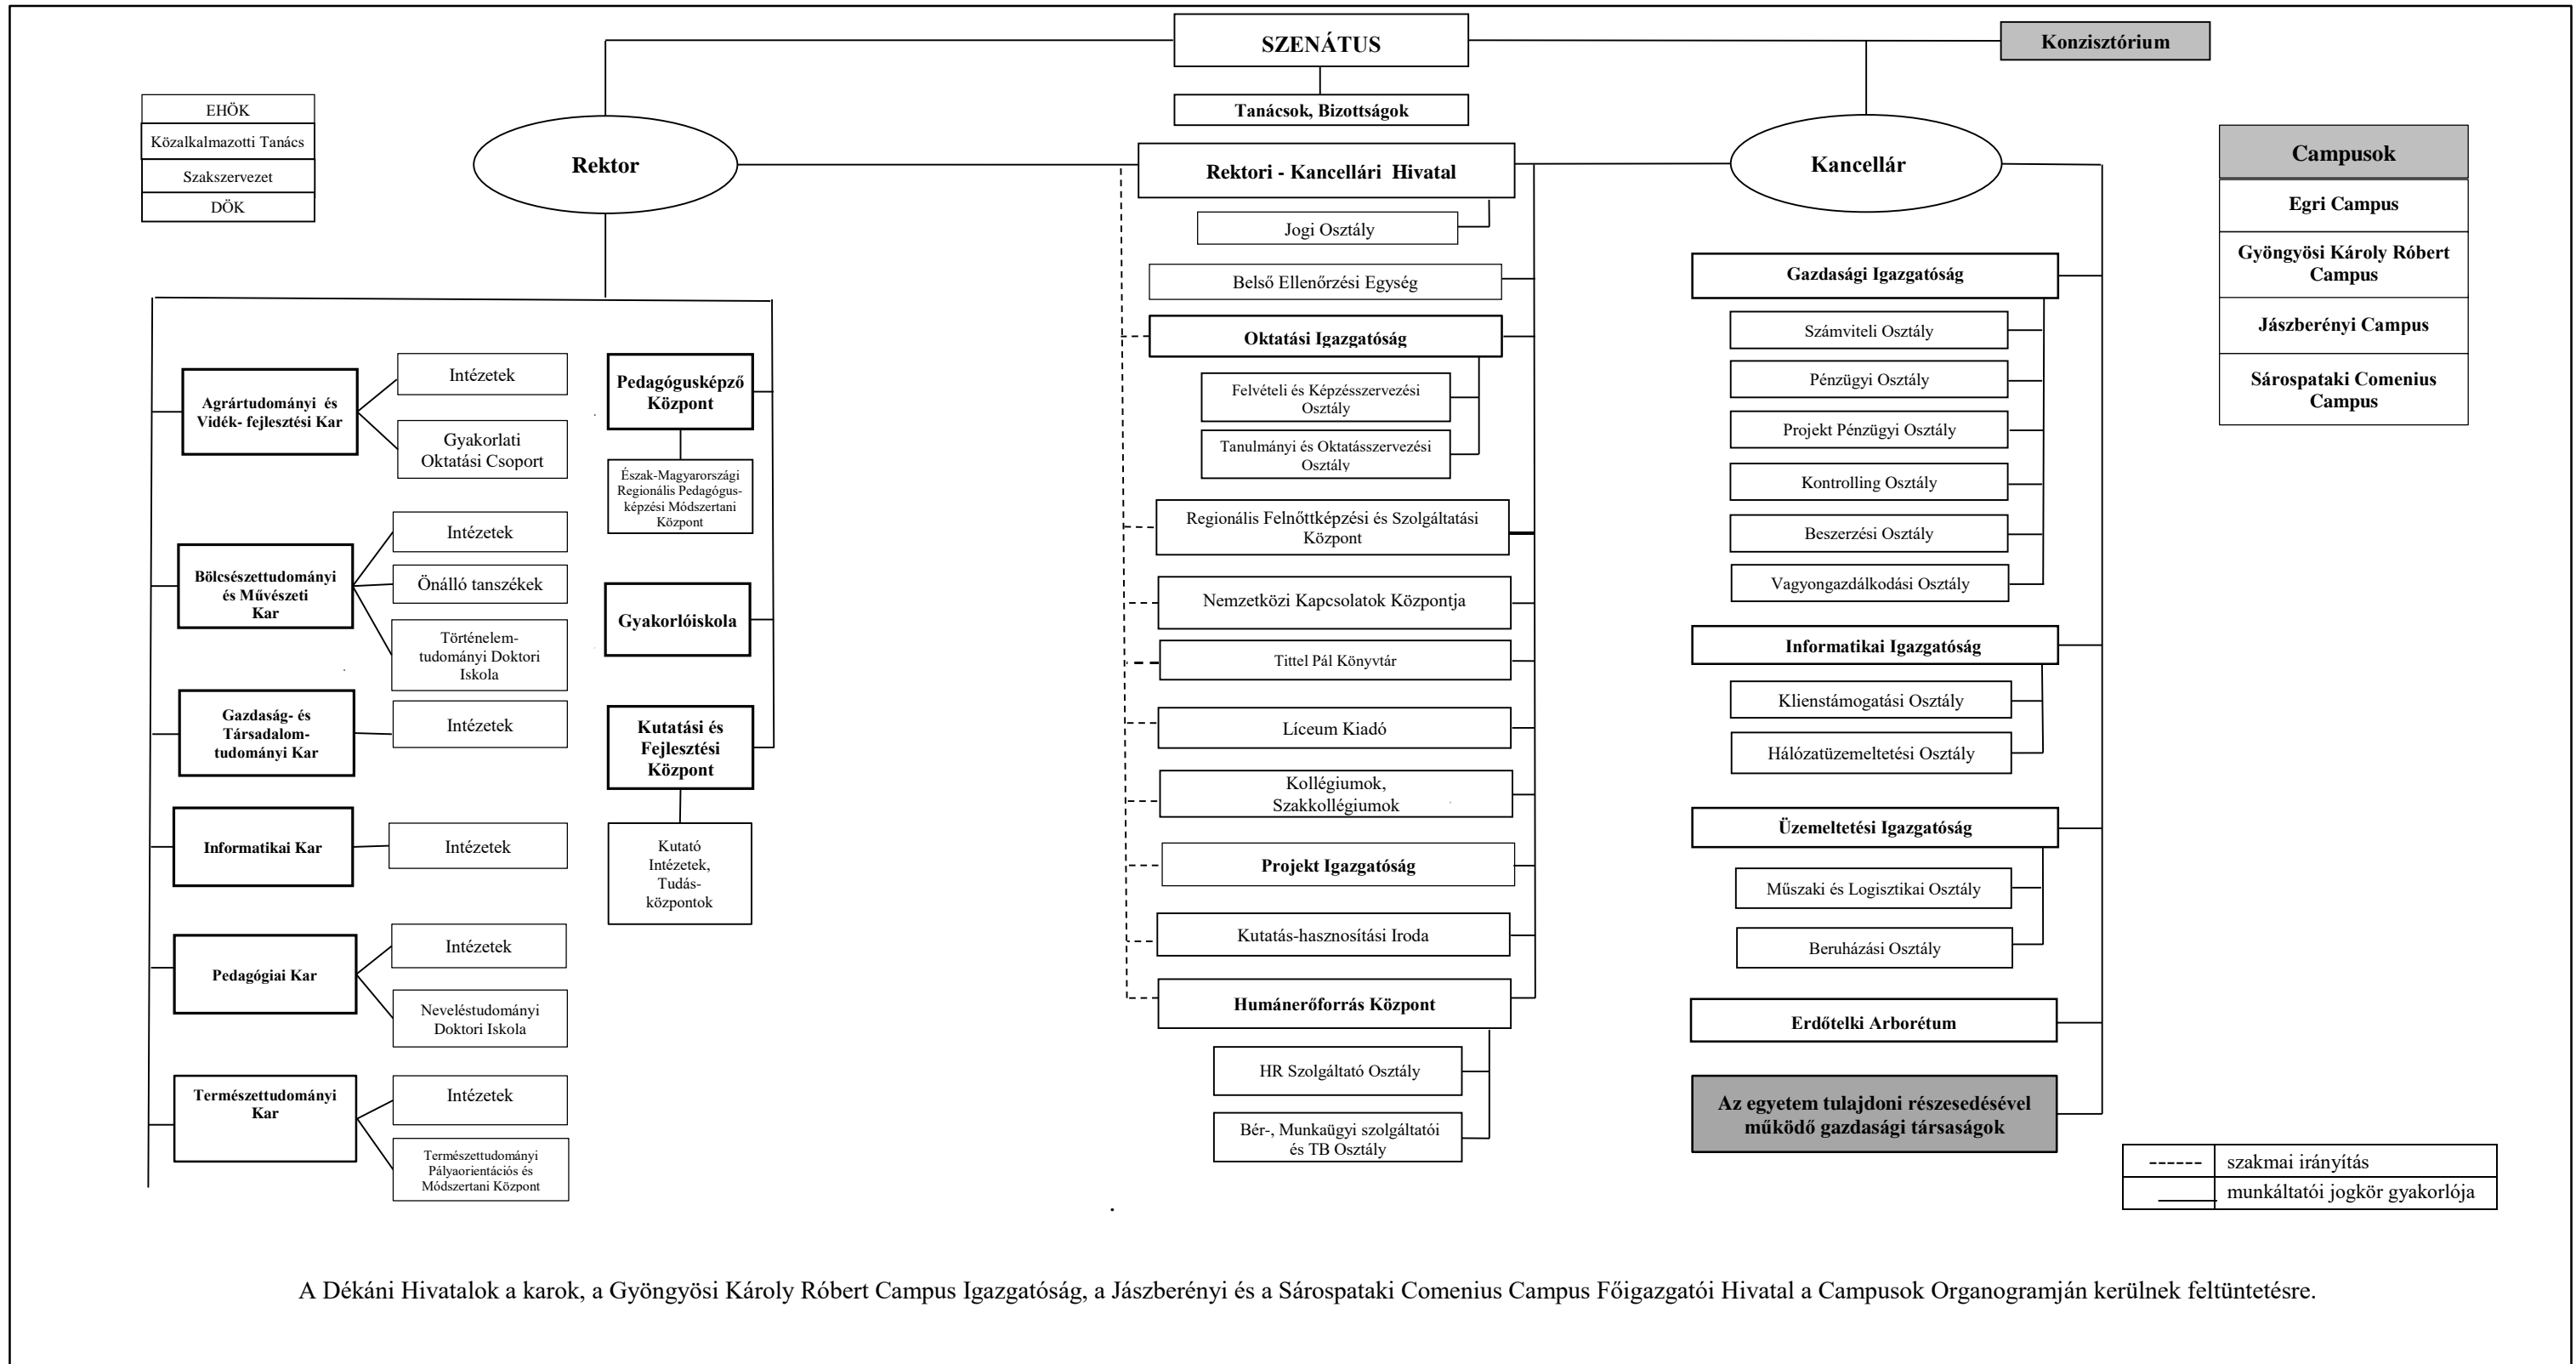 SZENÁTUS
Konzisztórium
Tanácsok, Bizottságok
EHÖK
Közalkalmazotti Tanács
Szakszervezet
DÖK
Rektor
Rektori - Kancellári Hivatal
Kancellár
Jogi Osztály
Belső Ellenőrzési Egység
Oktatási Igazgatóság
Felvételi és Képzésszervezési
Osztály
Tanulmányi és Oktatásszervezési
Osztály
Regionális Felnőttképzési és Szolgáltatási
Központ
Nemzetközi Kapcsolatok Központja
Tittel Pál Könyvtár
Líceum Kiadó
Kollégiumok,
Szakkollégiumok
Projekt Igazgatóság
Kutatás-hasznosítási Iroda
Humánerőforrás Központ
HR Szolgáltató Osztály
Bér-, Munkaügyi szolgáltatói
és TB Osztály
Agrártudományi és
Vidék- fejlesztési Kar
Intézetek
Gyakorlati
Oktatási Csoport
Bölcsészettudományi
és Művészeti
Kar
Intézetek
Önálló tanszékek
Történelem-
tudományi Doktori
Iskola
Gazdaság- és
Társadalom-
tudományi Kar
Intézetek
Informatikai Kar
Intézetek
Pedagógiai Kar
Intézetek
Neveléstudományi
Doktori Iskola
Természettudományi
Kar
Intézetek
Természettudományi
Pályaorientációs és
Módszertani Központ
Pedagógusképző
Központ
Észak-Magyarországi
Regionális Pedagógus-
képzési Módszertani
Központ
Gyakorlóiskola
Kutatási és
Fejlesztési
Központ
Kutató
Intézetek,
Tudás-
központok
Gazdasági Igazgatóság
Számviteli Osztály
Pénzügyi Osztály
Projekt Pénzügyi Osztály
Kontrolling Osztály
Beszerzési Osztály
Vagyongazdálkodási Osztály
Informatikai Igazgatóság
Klienstámogatási Osztály
Hálózatüzemeltetési Osztály
Üzemeltetési Igazgatóság
Műszaki és Logisztikai Osztály
Beruházási Osztály
Erdőtelki Arborétum
Az egyetem tulajdoni részesedésével
működő gazdasági társaságok
Campusok
Egri Campus
Gyöngyösi Károly Róbert
Campus
Jászberényi Campus
Sárospataki Comenius
Campus
szakmai irányítás
munkáltatói jogkör gyakorlója
A Dékáni Hivatalok a karok, a Gyöngyösi Károly Róbert Campus Igazgatóság, a Jászberényi és a Sárospataki Comenius Campus Főigazgatói Hivatal a Campusok Organogramján kerülnek feltüntetésre.